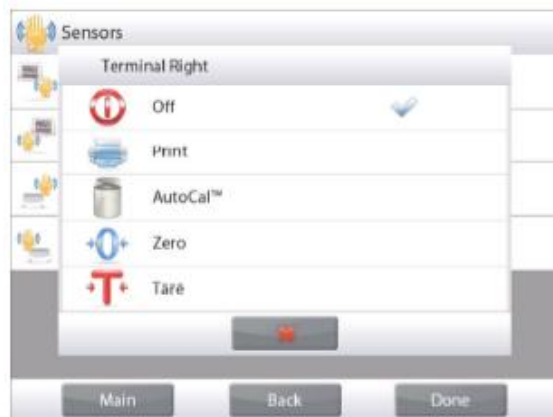 Sensors
Terminal Right
Off
Print
AutoCal™
Zero
Tare
Main Back Done